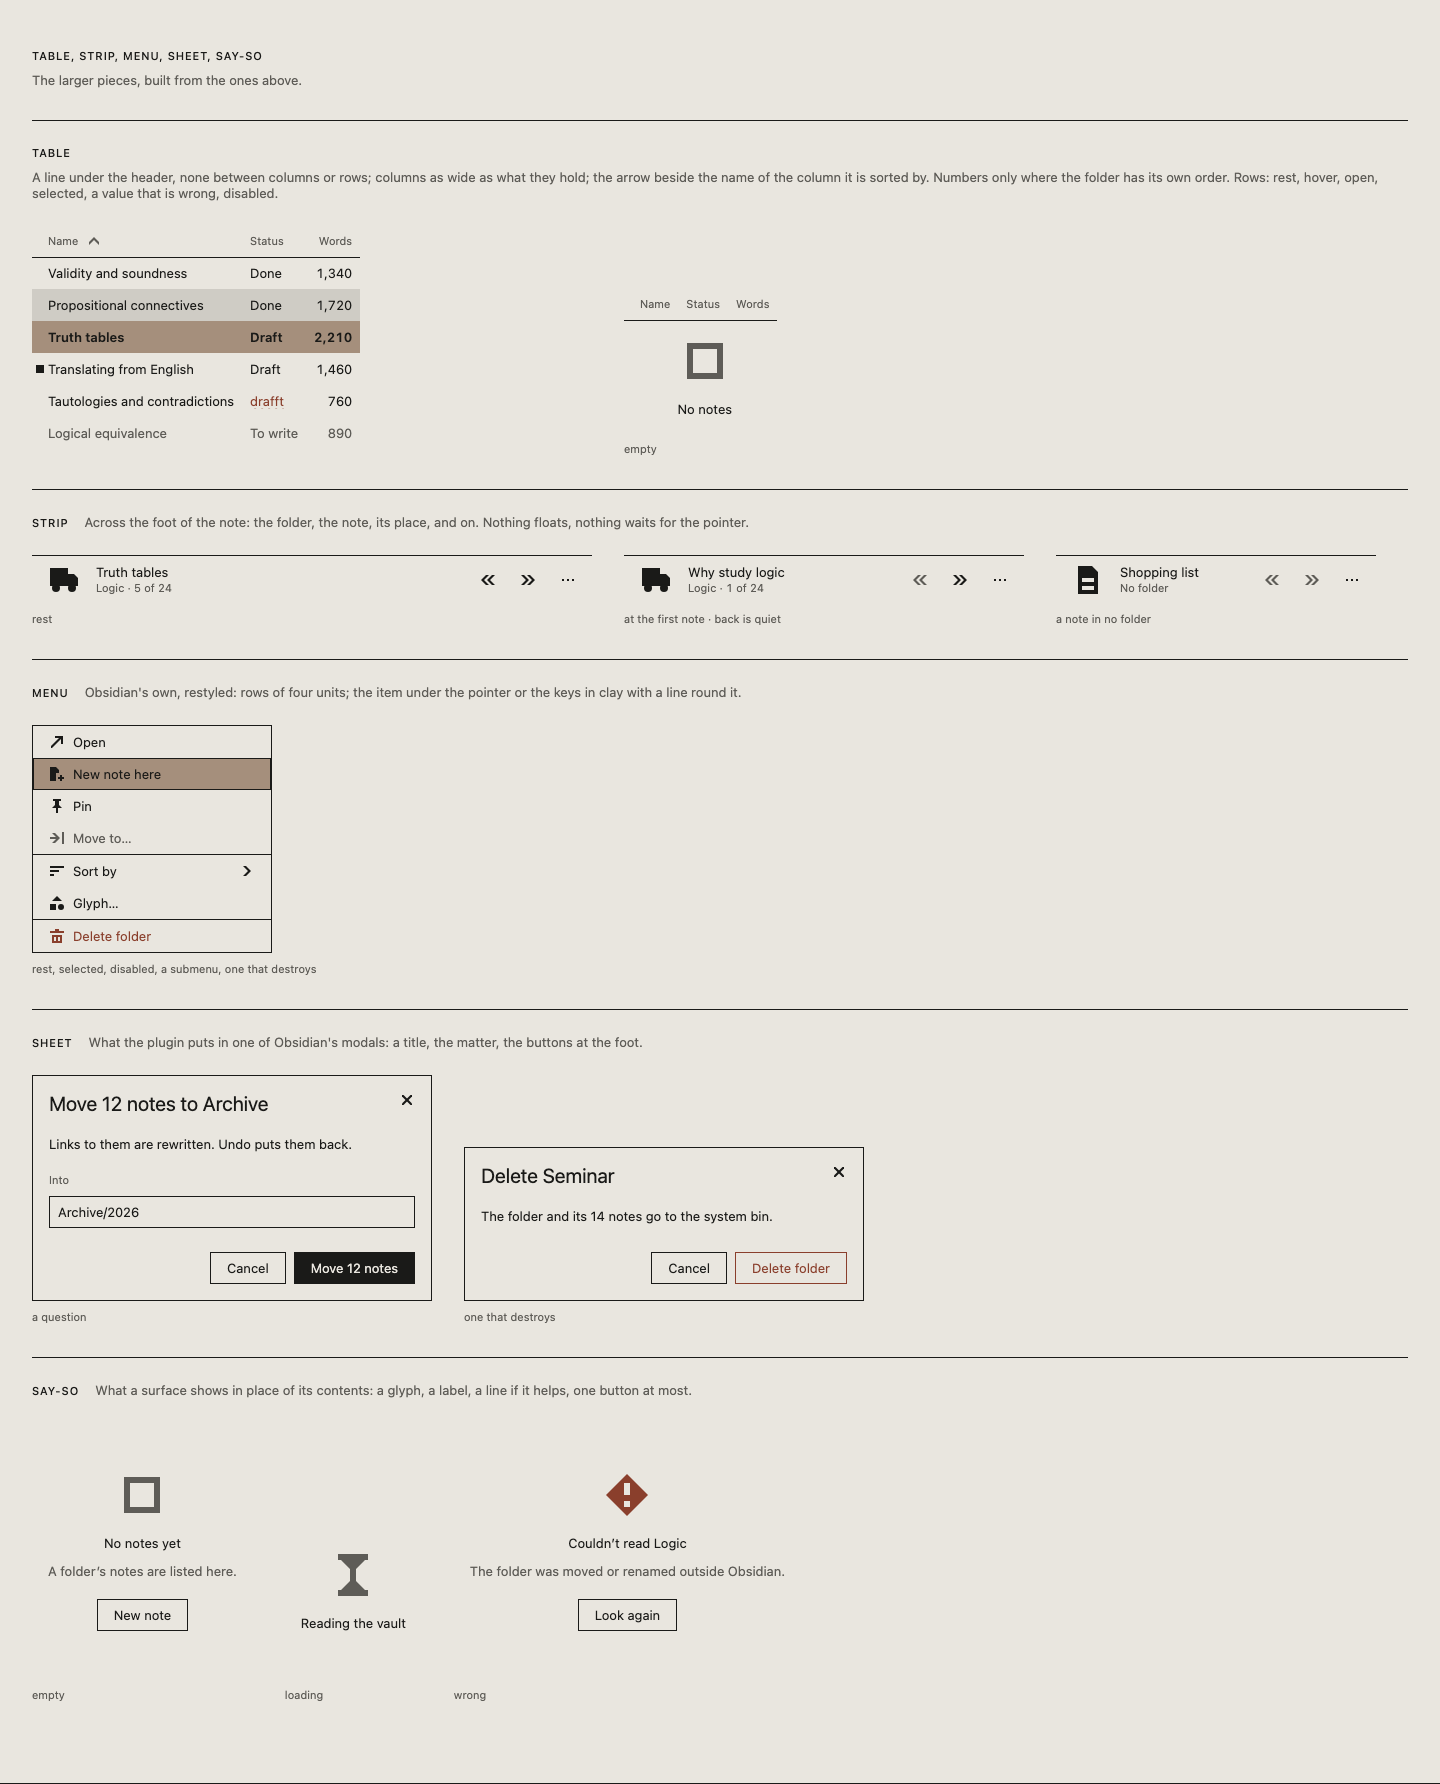 TABLE, STRIP, MENU, SHEET, SAY-SO
The larger pieces, built from the ones above.
TABLE
A line under the header, none between columns or rows; columns as wide as what they hold; the arrow beside the name of the column it is sorted by. Numbers only where the folder has its own order. Rows: rest, hover, open,
selected, a value that is wrong, disabled.
Name Status Words
Validity and soundness Done 1,340
Propositional connectives Done 1,720
Truth tables Draft 2,210
Translating from English Draft 1,460
Tautologies and contradictions drafft 760
Logical equivalence To write 890
Name Status Words
No notes
empty
STRIP Across the foot of the note: the folder, the note, its place, and on. Nothing floats, nothing waits for the pointer.
Truth tables
Logic · 5 of 24
rest
Why study logic
Logic · 1 of 24
at the first note · back is quiet
Shopping list
No folder
a note in no folder
MENU Obsidian's own, restyled: rows of four units; the item under the pointer or the keys in clay with a line round it.
Open
New note here
Pin
Move to...
Sort by
Glyph...
Delete folder
rest, selected, disabled, a submenu, one that destroys
SHEET What the plugin puts in one of Obsidian's modals: a title, the matter, the buttons at the foot.
Move 12 notes to Archive
Links to them are rewritten. Undo puts them back.
Into
Archive/2026
Cancel Move 12 notes
a question
Delete Seminar
The folder and its 14 notes go to the system bin.
Cancel Delete folder
one that destroys
SAY-SO What a surface shows in place of its contents: a glyph, a label, a line if it helps, one button at most.
No notes yet
A folder’s notes are listed here.
New note
empty
Reading the vault
loading
Couldn’t read Logic
The folder was moved or renamed outside Obsidian.
Look again
wrong